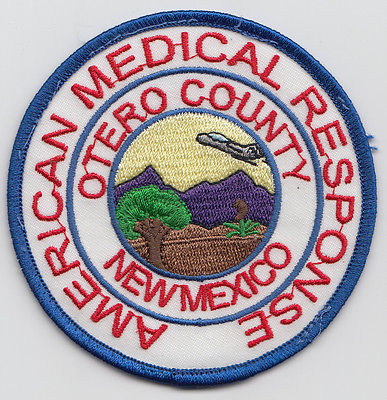 AMERICAN MEDICAL RESPONSE
OTERO COUNTY
NEW MEXICO